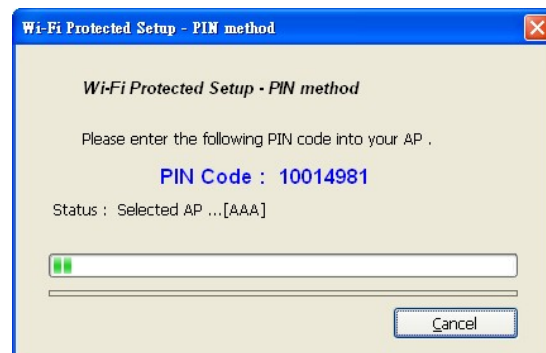 Wi-Fi Protected Setup - PIN method
Wi-Fi Protected Setup - PIN method
Please enter the following PIN code into your AP .
PIN Code : 10014981
Status : Selected AP ...[AAA]
Cancel